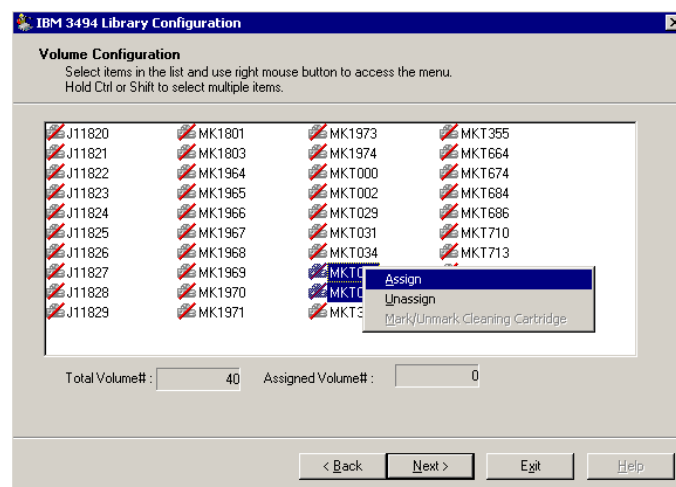 IBM 3494 Library Configuration
Volume Configuration
Select items in the list and use right mouse button to access the menu.
Hold Ctrl or Shift to select multiple items.
J11820 MK1801 MK1973 MKT355
J11821 MK1803 MK1974 MKT664
J11822 MK1964 MKT000 MKT674
J11823 MK1965 MKT002 MKT684
J11824 MK1966 MKT029 MKT686
J11825 MK1967 MKT031 MKT710
J11826 MK1968 MKT034 MKT713
J11827 MK1969
J11828 MK1970
J11829 MK1971
Assign
Unassign
Mark/Unmark Cleaning Cartridge
Total Volume# : 40 Assigned Volume# : 0
< Back Next > Exit Help